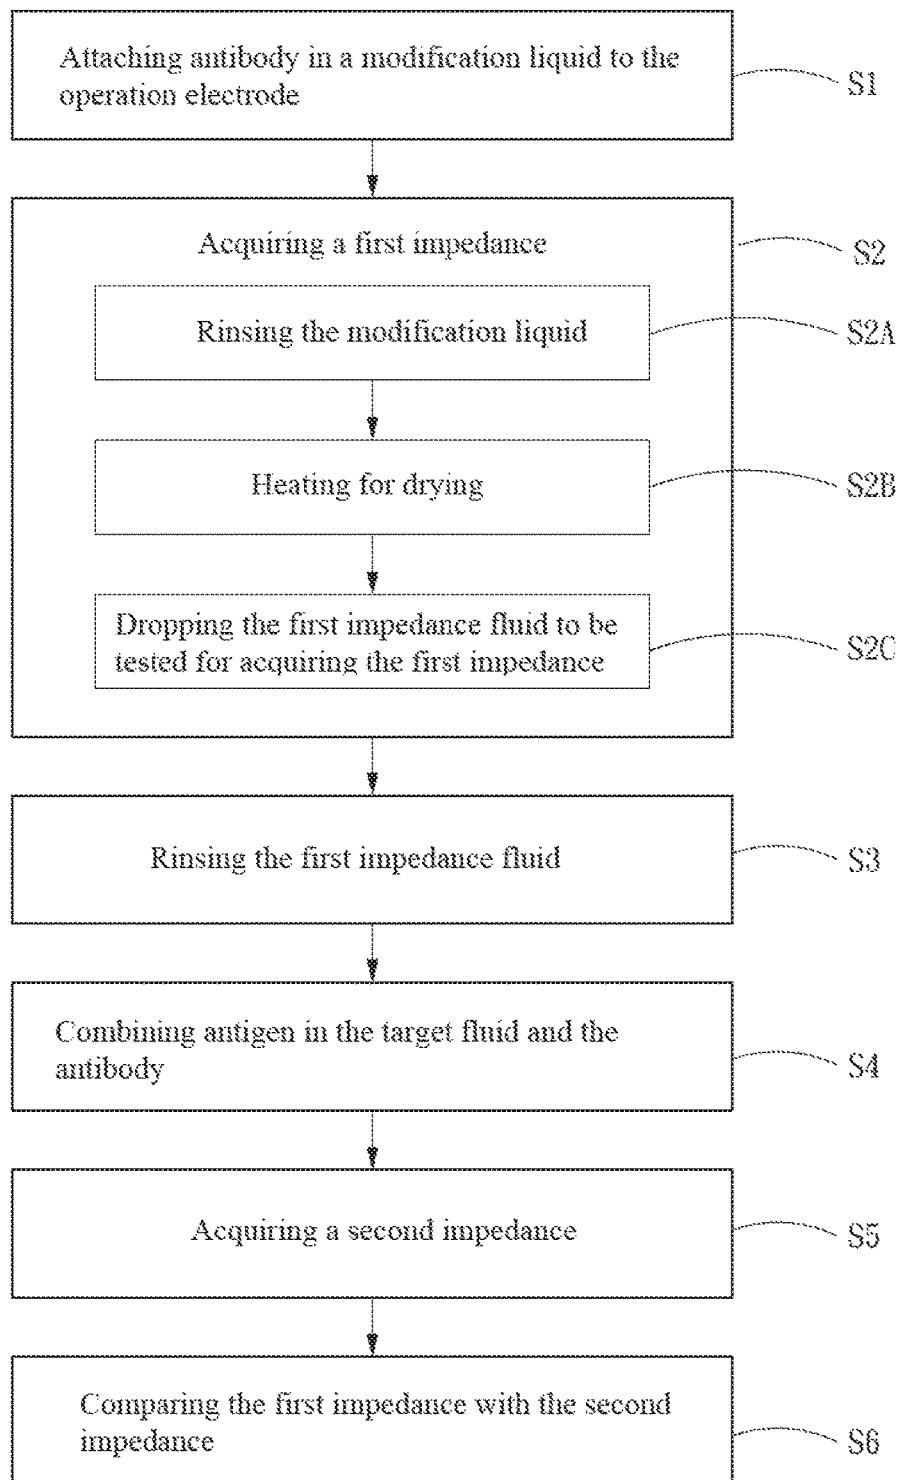 Attaching antibody in a modification liquid to the
operation electrode
S1
Acquiring a first impedance
S2
Rinsing the modification liquid
S2A
Heating for drying
S2B
Dropping the first impedance fluid to be
tested for acquiring the first impedance
S2C
Rinsing the first impedance fluid
S3
Combining antigen in the target fluid and the
antibody
S4
Acquiring a second impedance
S5
Comparing the first impedance with the second
impedance
S6